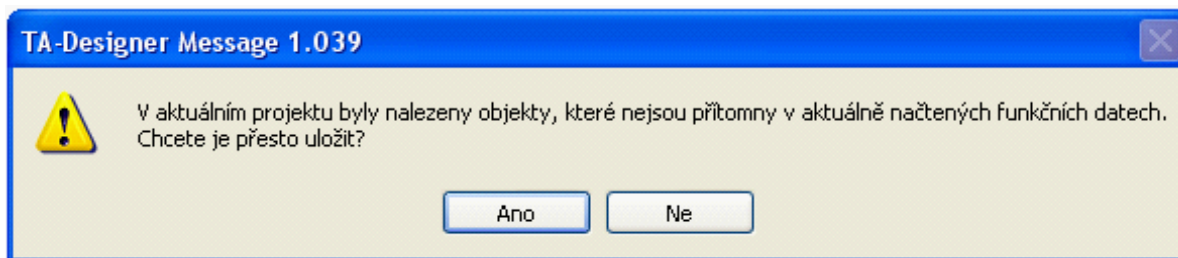 TA-Designer Message 1.039
V aktuálním projektu byly nalezeny objekty, které nejsou přítomny v aktuálně načtených funkčních datech.
Chcete je přesto uložit?
Ano
Ne